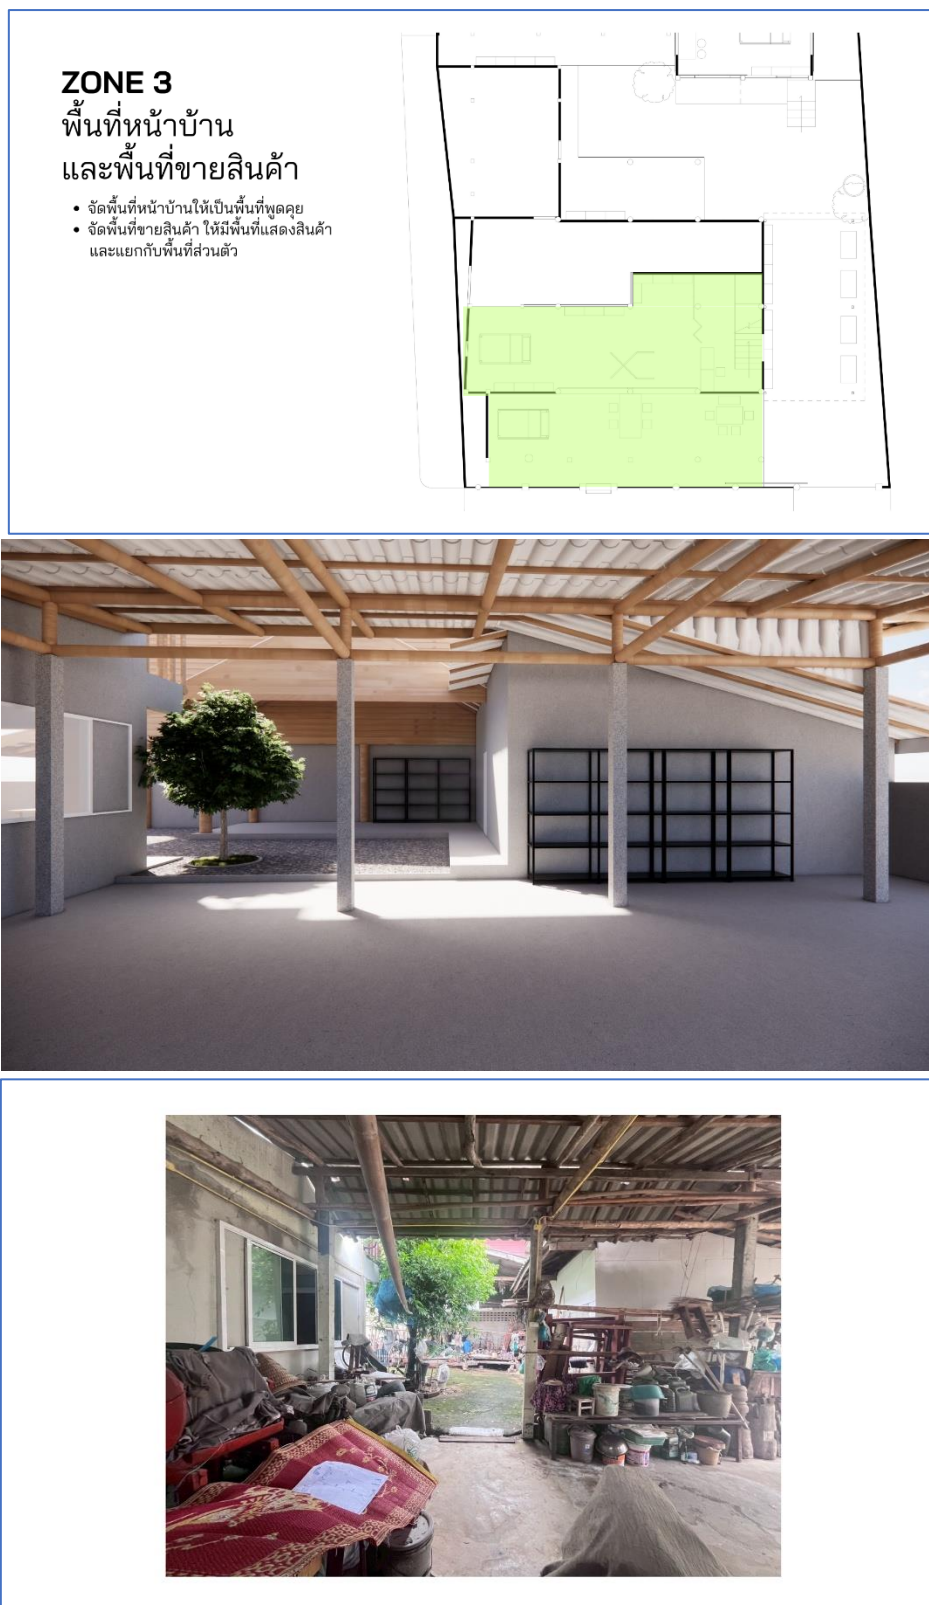 ZONE 3
พื้นที่หน้าบ้าน
และพื้นที่ขายสินค้า
• จัดพื้นที่หน้าบ้านให้เป็นพื้นที่พูดคุย
• จัดพื้นที่ขายสินค้า ให้มีพื้นที่แสดงสินค้า
และแยกกับพื้นที่ส่วนตัว